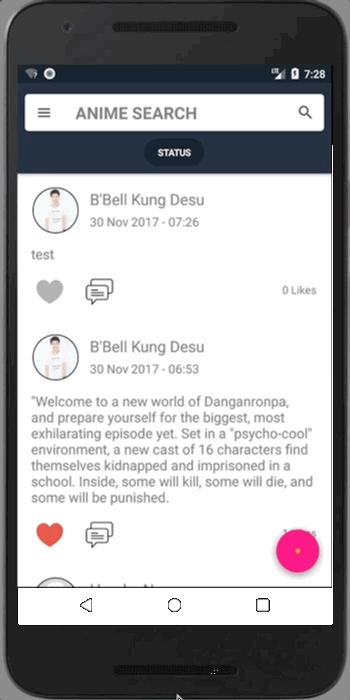 7:28
ANIME SEARCH
STATUS
B'Bell Kung Desu
30 Nov 2017 - 07:26
test
0 Likes
B'Bell Kung Desu
30 Nov 2017 - 06:53
"Welcome to a new world of Danganronpa,
and prepare yourself for the biggest, most
exhilarating episode yet. Set in a "psycho-cool"
environment, a new cast of 16 characters find
themselves kidnapped and imprisoned in a
school. Inside, some will kill, some will die, and
some will be punished.